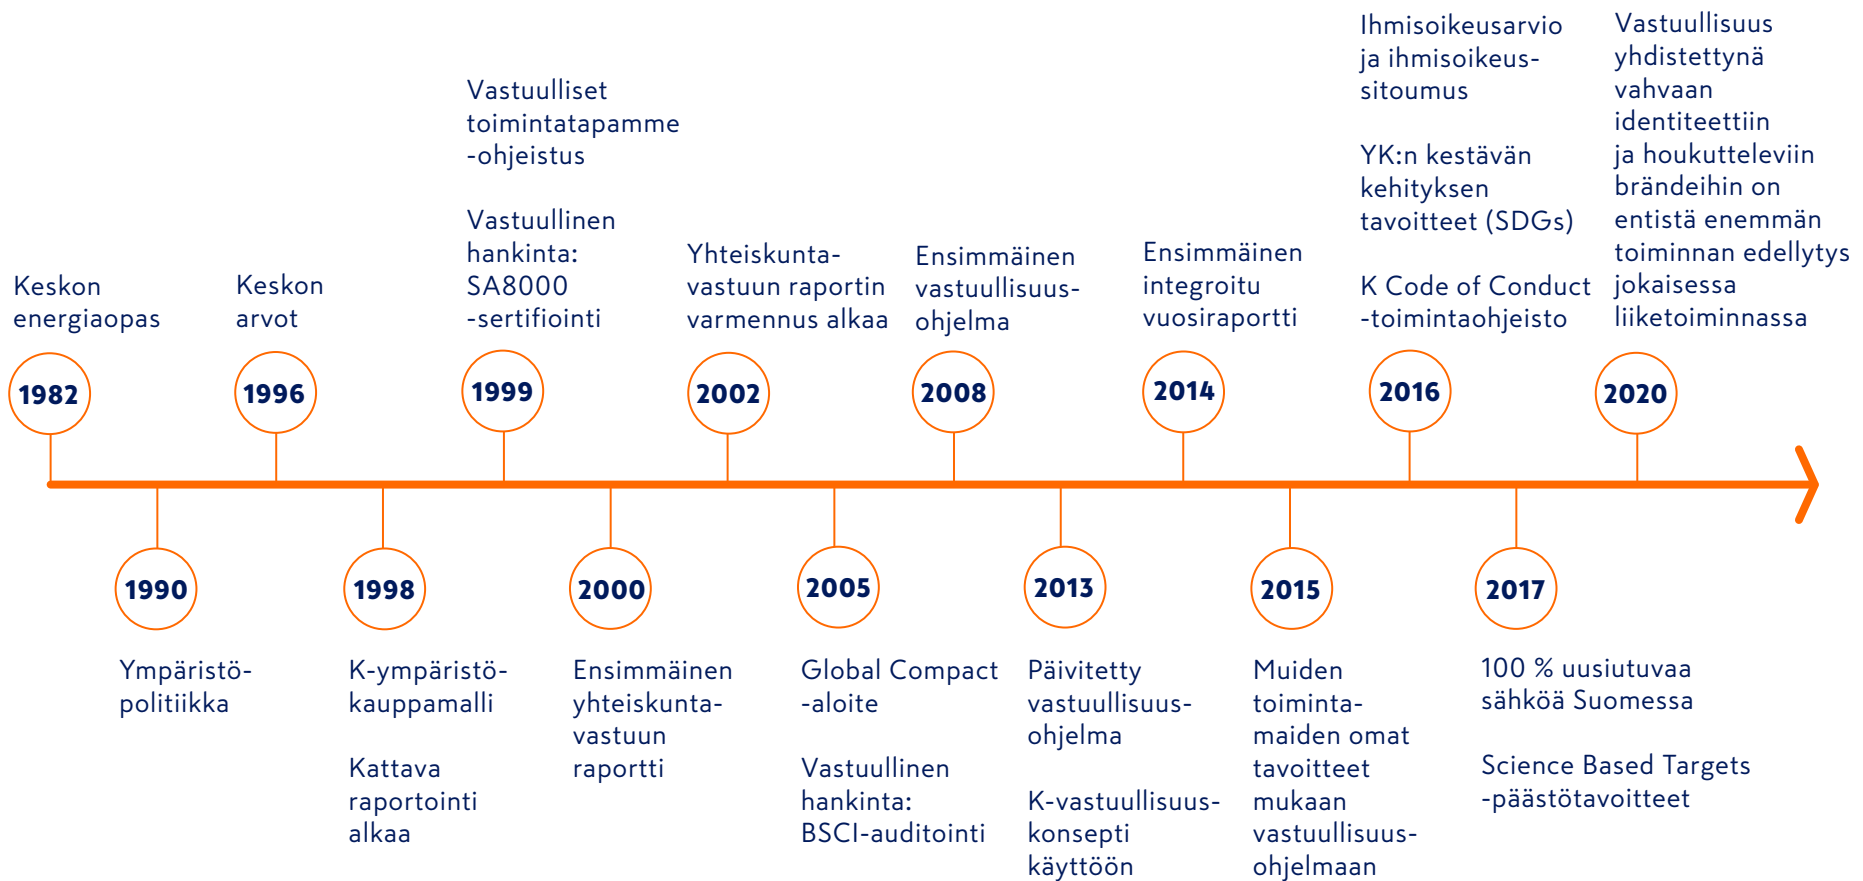 Keskon
energiaopas
1982
Ympäristö-
politiikka
1990
Keskon
arvot
1996
K-ympäristö-
kauppamalli
Kattava
raportointi
alkaa
1998
Vastuulliset
toimintatapamme
-ohjeistus
Vastuullinen
hankinta:
SA8000
-sertifiointi
1999
Ensimmäinen
yhteiskunta-
vastuun
raportti
2000
Yhteiskunta-
vastuun raportin
varmennus alkaa
2002
Global Compact
-aloite
Vastuullinen
hankinta:
BSCI-auditointi
2005
Ensimmäinen
vastuullisuus-
ohjelma
2008
Päivitetty
vastuullisuus-
ohjelma
K-vastuullisuus-
konsepti
käyttöön
2013
Ensimmäinen
integroitu
vuosiraportti
2014
Muiden
toiminta-
maiden omat
tavoitteet
mukaan
vastuullisuus-
ohjelmaan
2015
Ihmisoikeusarvio
ja ihmisoikeus-
sitoumus
YK:n kestävän
kehityksen
tavoitteet (SDGs)
K Code of Conduct
-toimintaohjeisto
2016
100 % uusiutuvaa
sähköä Suomessa
Science Based Targets
-päästötavoitteet
2017
Vastuullisuus
yhdistettynä
vahvaan
identiteettiin
ja houkutteleviin
brändeihin on
entistä enemmän
toiminnan edellytys
jokaisessa
liiketoiminnassa
2020